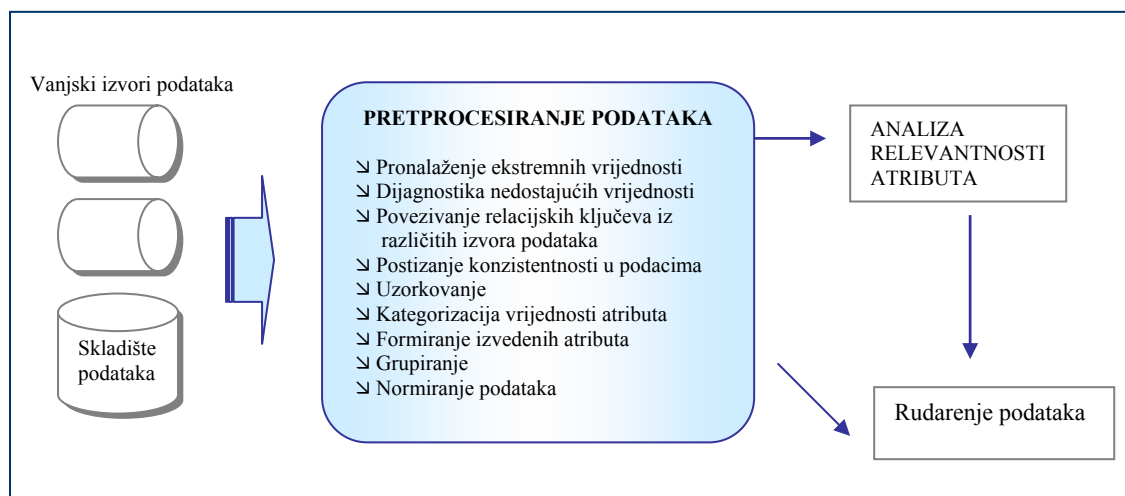 Vanjski izvori podataka
Skladište
podataka
PRETPROCESIRANJE PODATAKA
↘ Pronalaženje ekstremnih vrijednosti
↘ Dijagnostika nedostajućih vrijednosti
↘ Povezivanje relacijskih ključeva iz
različitih izvora podataka
↘ Postizanje konzistentnosti u podacima
↘ Uzorkovanje
↘ Kategorizacija vrijednosti atributa
↘ Formiranje izvedenih atributa
↘ Grupiranje
↘ Normiranje podataka
ANALIZA
RELEVANTNOSTI
ATRIBUTA
Rudarenje podataka